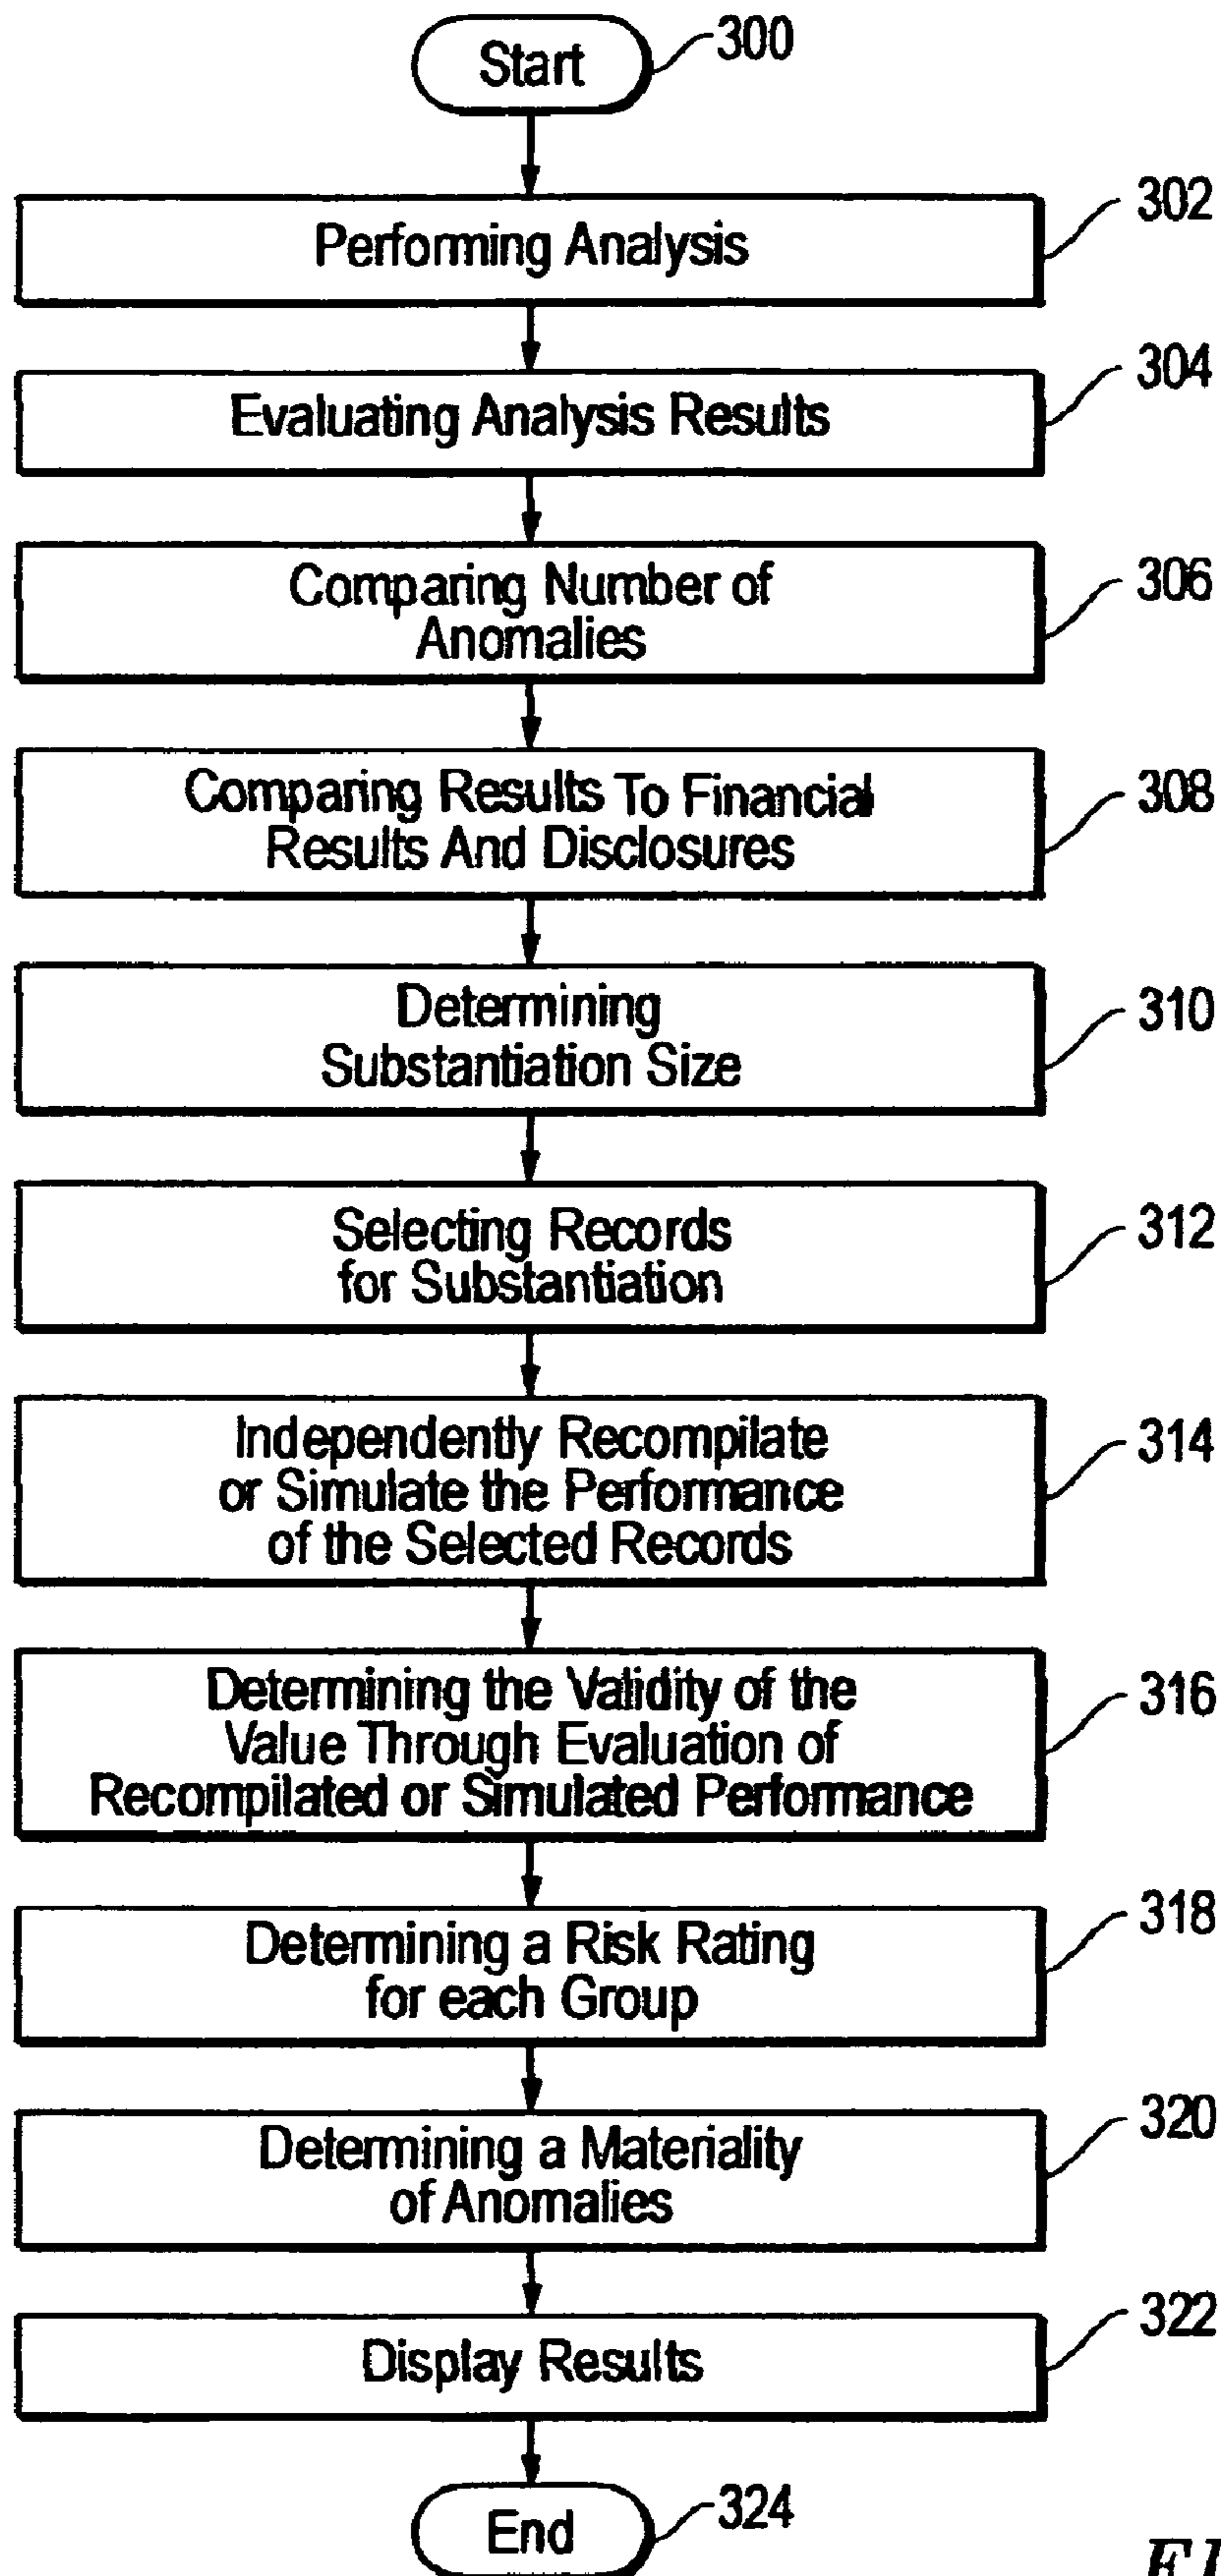 Start
300
Performing Analysis
302
Evaluating Analysis Results
304
Comparing Number of
Anomalies
306
Comparing Results To Financial
Results And Disclosures
308
Determining
Substantiation Size
310
Selecting Records
for Substantiation
312
Independently Recompilate
or Simulate the Performance
of the Selected Records
314
Determining the Validity of the
Value Through Evaluation of
Recompilated or Simulated Performance
316
Determining a Risk Rating
for each Group
318
Determining a Materiality
of Anomalies
320
Display Results
322
End
324